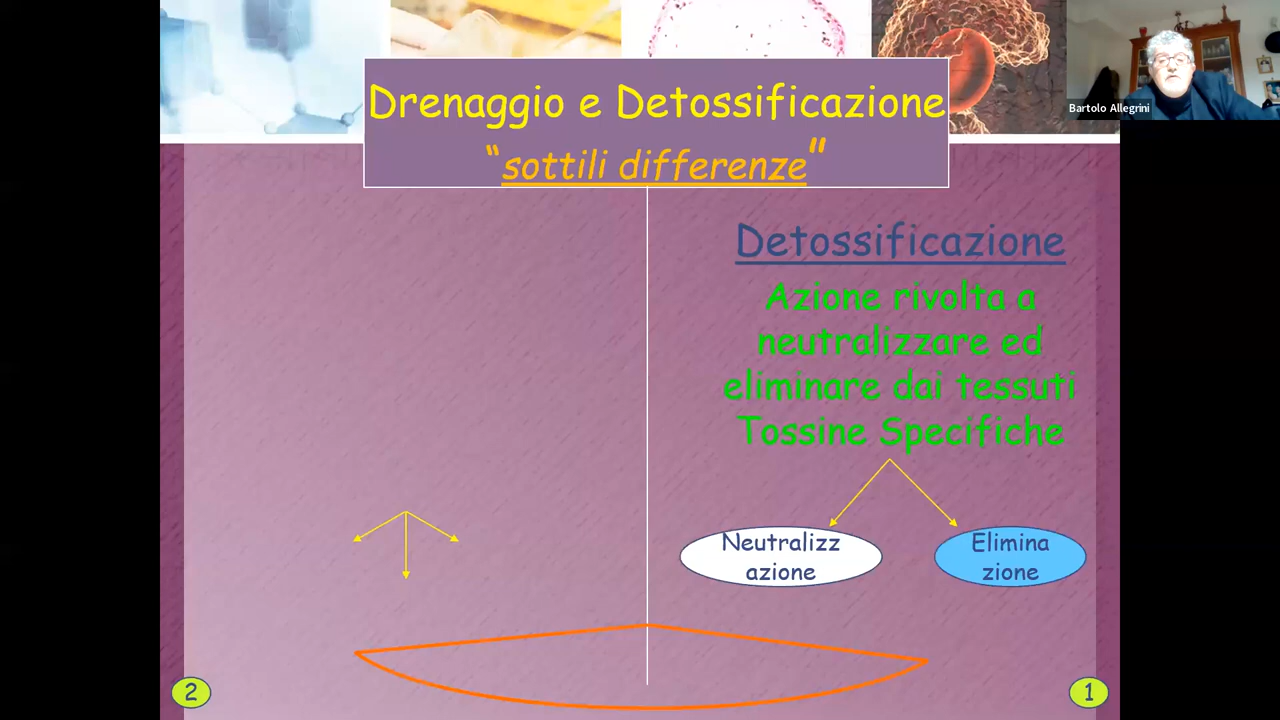 Drenaggio e Detossificazione
“sottili differenze"
Bartolo Allegrini
Detossificazione
Azione rivolta a
neutralizzare ed
eliminare dai tessuti
Tossine Specifiche
Neutralizz
azione
Elimina
zione
2
1